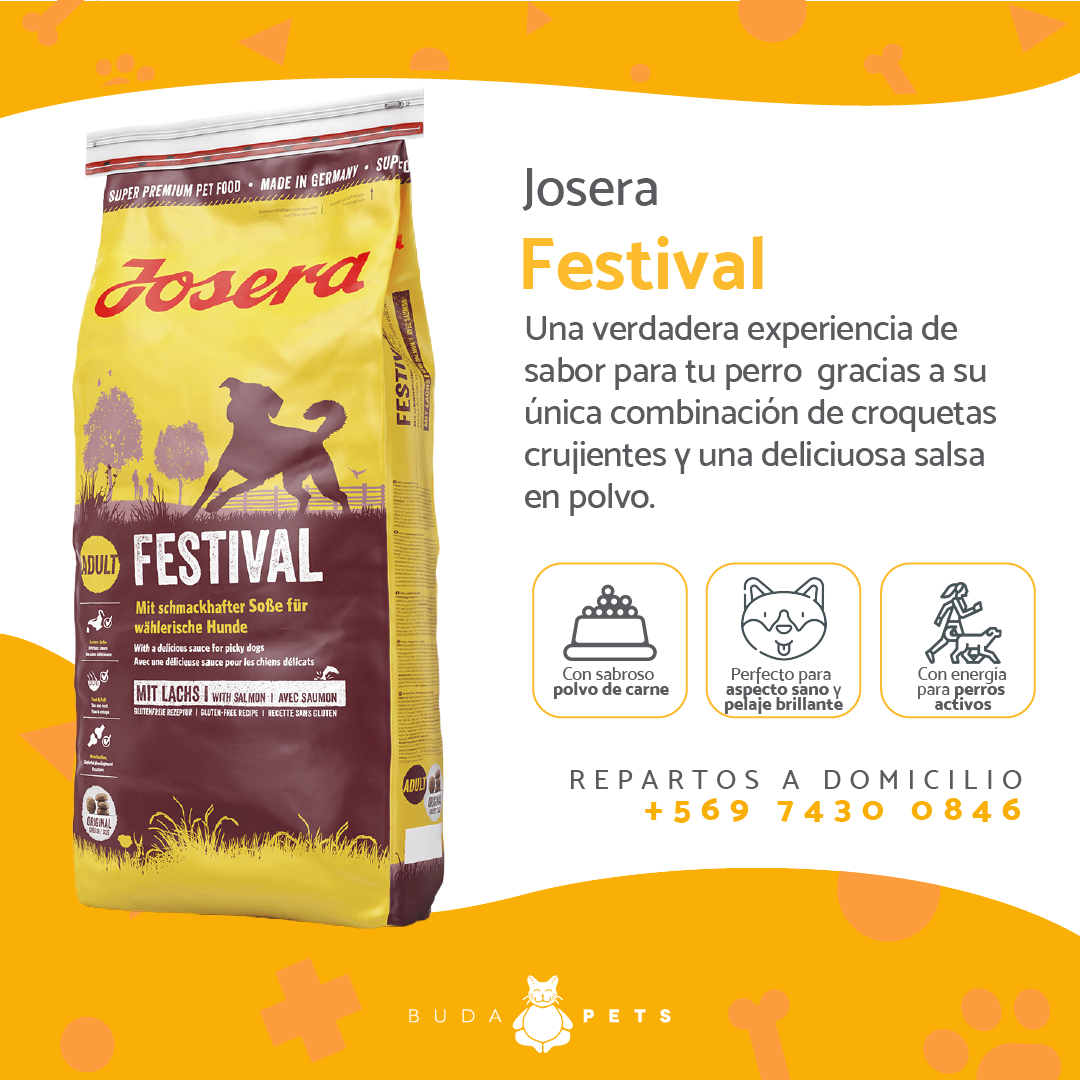 SUPER PREMIUM PET FOOD • MADE IN GERMANY •
Josera
ADULT
FESTIVAL
Mit schmackhafter Soße für
wählerische Hunde
With a delicious sauce for picky dogs
Avec une délicieuse sauce pour les chiens délicats
MIT LACHS | WITH SALMON | AVEC SAUMON
GLUTENFREIE REZEPTUR | GLUTEN-FREE RECIPE | RECETTE SANS GLUTEN
ORIGINAL
FESTIV
ADULT
Josera
Festival
Una verdadera experiencia de
sabor para tu perro gracias a su
única combinación de croquetas
crujientes y una deliciuosa salsa
en polvo.
Con sabroso
polvo de carne
Perfecto para
aspecto sano y
pelaje brillante
Con energía
para perros
activos
REPARTOS A DOMICILIO
+569 7430 0846
BUDA PETS